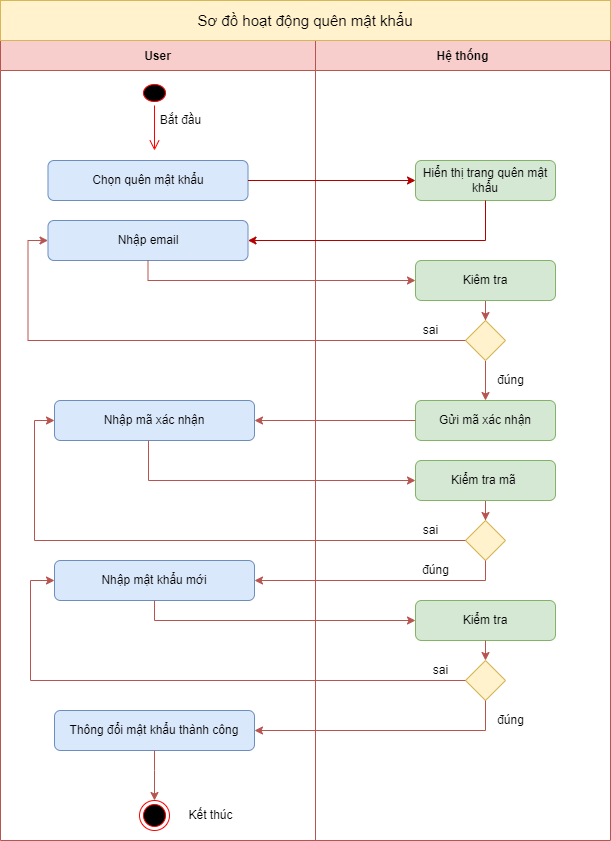 Sơ đồ hoạt động quên mật khẩu
User
Hệ thống
Bắt đầu
Chọn quên mật khẩu
Hiển thị trang quên mật
khẩu
Nhập email
Kiêm tra
sai
đúng
Nhập mã xác nhận
Gửi mã xác nhận
Kiểm tra mã
sai
đúng
Nhập mật khẩu mới
Kiểm tra
sai
đúng
Thông đổi mât khẩu thành công
Kết thúc